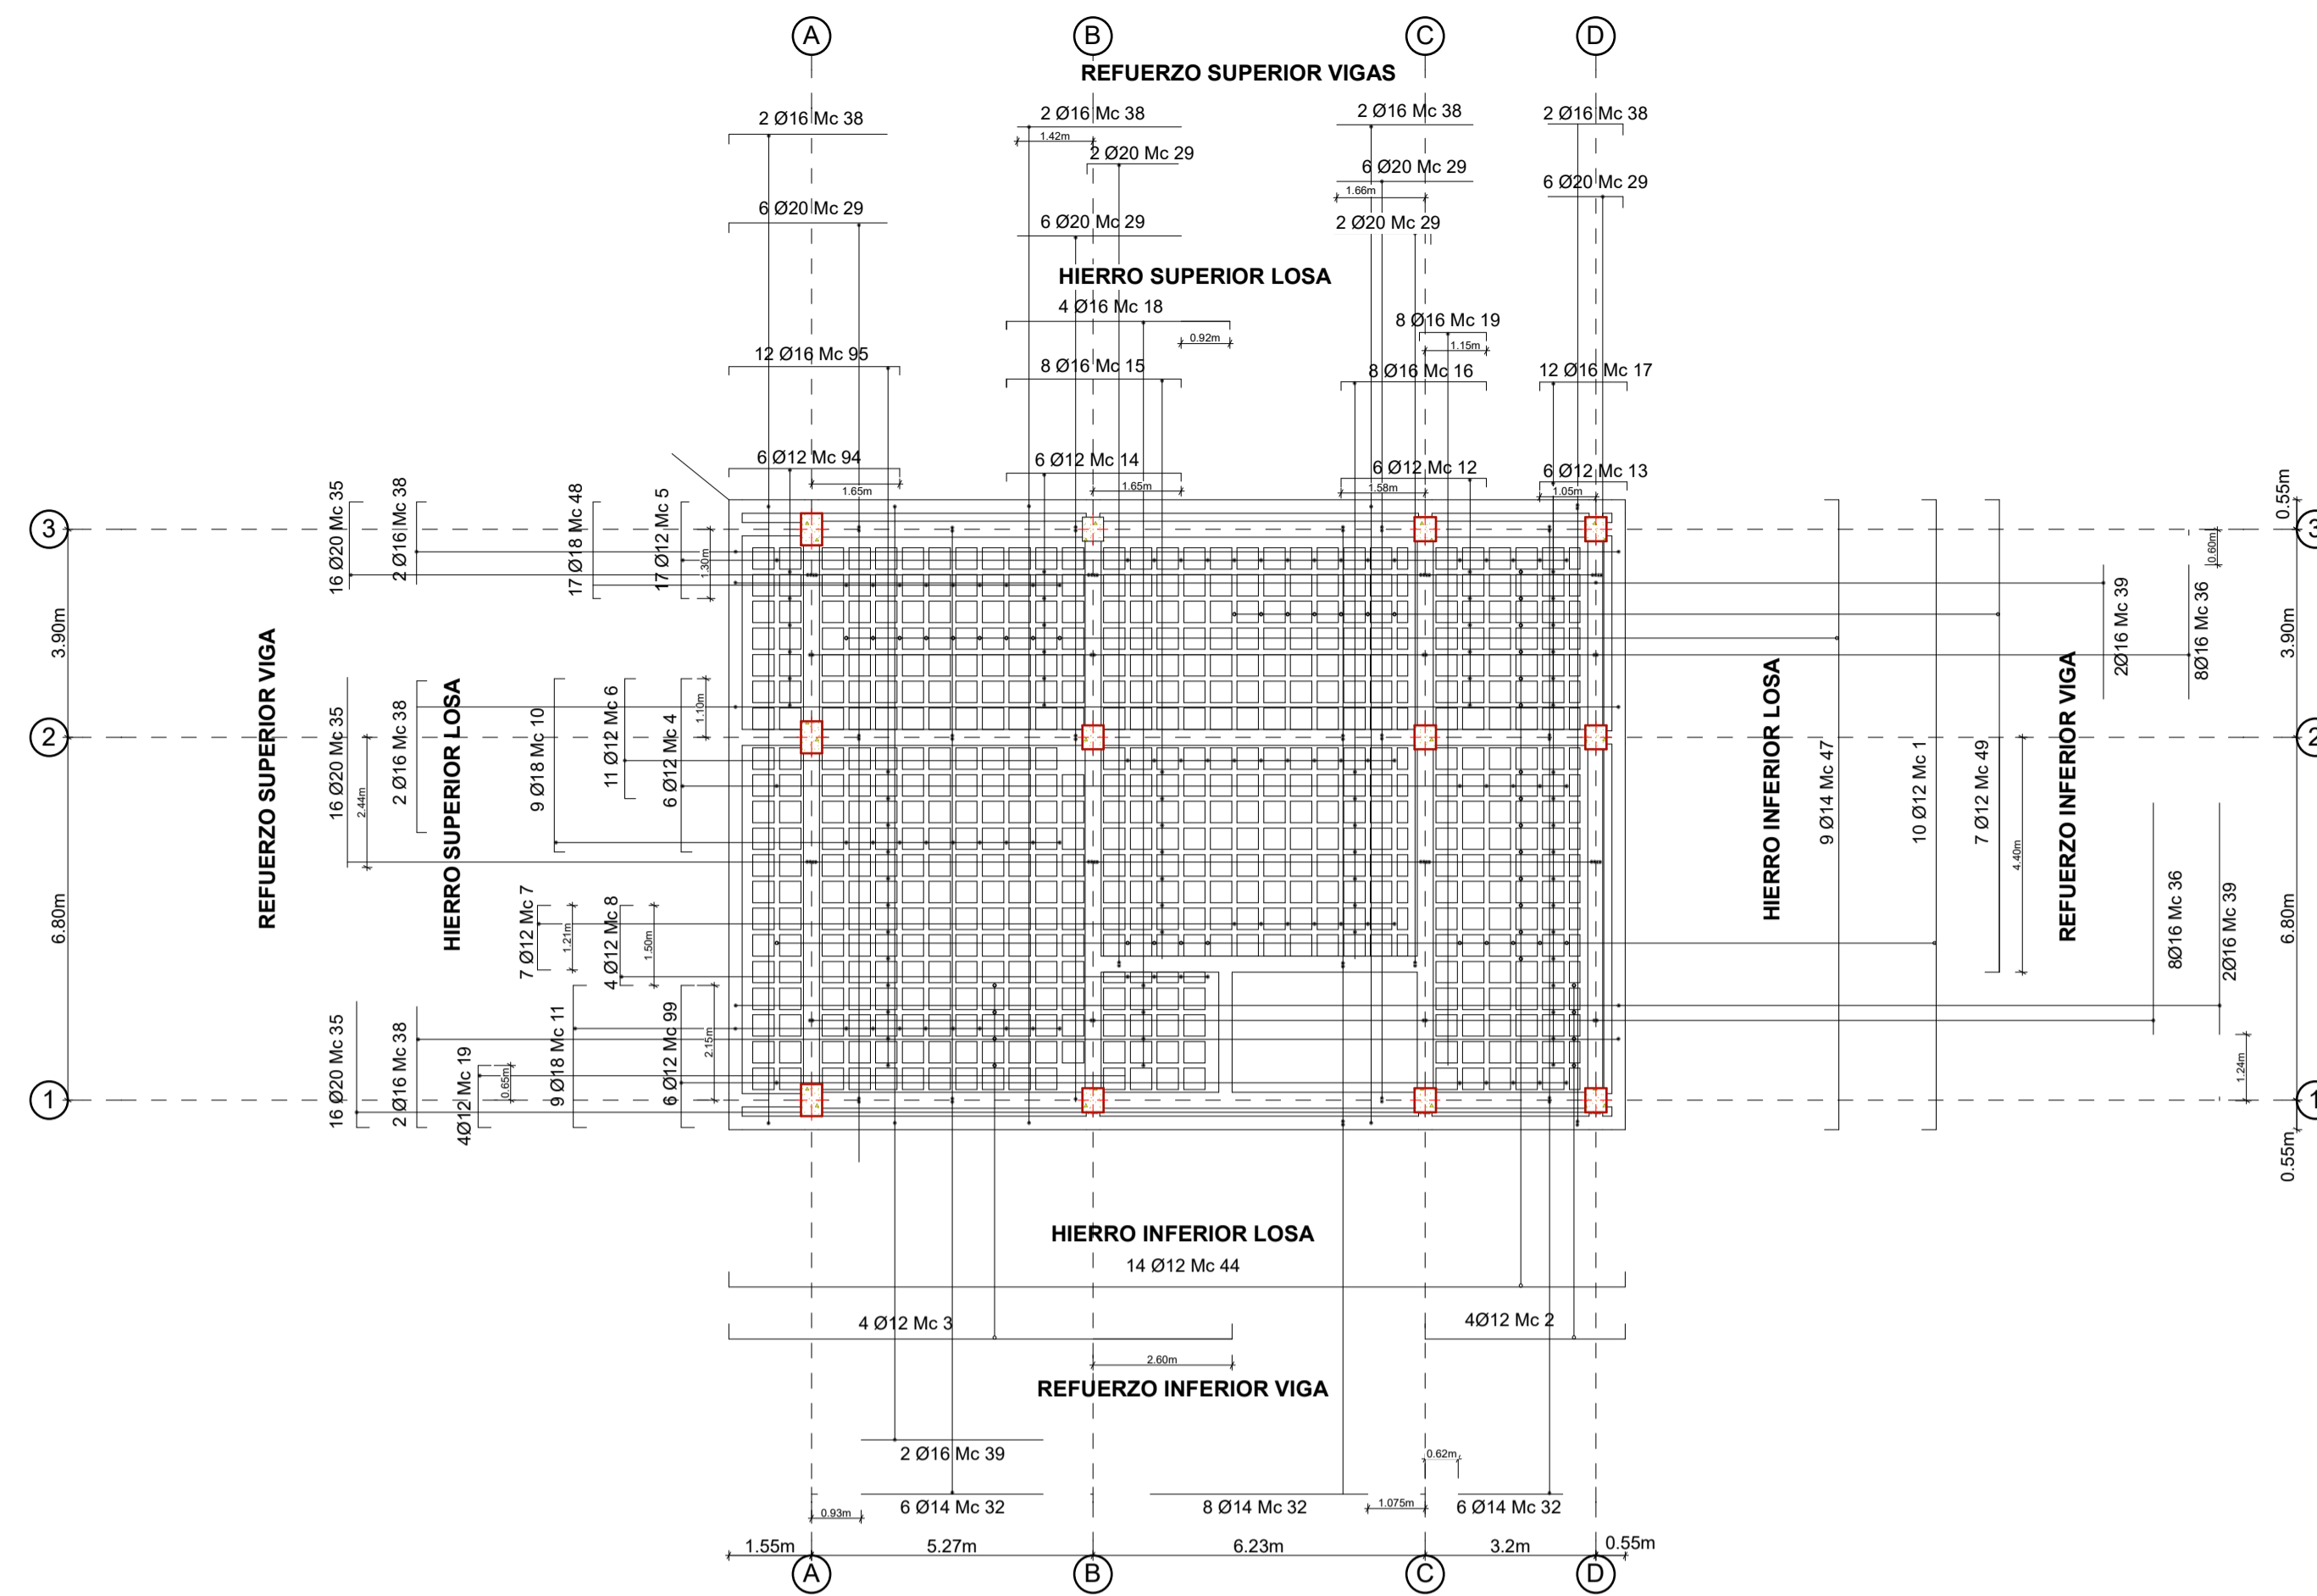 A
B
C
D
REFUERZO SUPERIOR VIGAS
2 Ø16 Mc 38
2 Ø16 Mc 38
2 Ø16 Mc 38
2 Ø16 Mc 38
1.42m
2 Ø20 Mc 29
6 Ø20 Mc 29
6 Ø20 Mc 29
1.66m
6 Ø20 Mc 29
6 Ø20 Mc 29
2 Ø20 Mc 29
HIERRO SUPERIOR LOSA
4 Ø16 Mc 18
0.92m
8 Ø16 Mc 19
1.15m
12 Ø16 Mc 95
8 Ø16 Mc 15
8 Ø16 Mc 16
12 Ø16 Mc 17
6 Ø12 Mc 94
6 Ø12 Mc 14
6 Ø12 Mc 12
6 Ø12 Mc 13
1.65m
1.65m
1.58m
1.05m
3
2
1
3.90m
6.80m
REFUERZO SUPERIOR VIGA
16 Ø20 Mc 35
2 Ø16 Mc 38
17 Ø18 Mc 48
17 Ø12 Mc 5
1.30m
HIERRO SUPERIOR LOSA
16 Ø20 Mc 35
2.44m
2 Ø16 Mc 38
9 Ø18 Mc 10
11 Ø12 Mc 6
6 Ø12 Mc 4
1.10m
7 Ø12 Mc 7
1.21m
4 Ø12 Mc 8
1.50m
16 Ø20 Mc 35
2 Ø16 Mc 38
4Ø12 Mc 19
0.65m
9 Ø18 Mc 11
6 Ø12 Mc 99
2.15m
HIERRO INFERIOR LOSA
9 Ø14 Mc 47
10 Ø12 Mc 1
7 Ø12 Mc 49
4.40m
REFUERZO INFERIOR VIGA
2Ø16 Mc 39
8Ø16 Mc 36
0.60m
8Ø16 Mc 36
2Ø16 Mc 39
1.24m
0.55m
3.90m
6.80m
0.55m
3
2
1
HIERRO INFERIOR LOSA
14 Ø12 Mc 44
4 Ø12 Mc 3
4Ø12 Mc 2
2.60m
REFUERZO INFERIOR VIGA
2 Ø16 Mc 39
0.62m
6 Ø14 Mc 32
8 Ø14 Mc 32
6 Ø14 Mc 32
0.93m
1.075m
1.55m
5.27m
6.23m
3.2m
0.55m
A
B
C
D